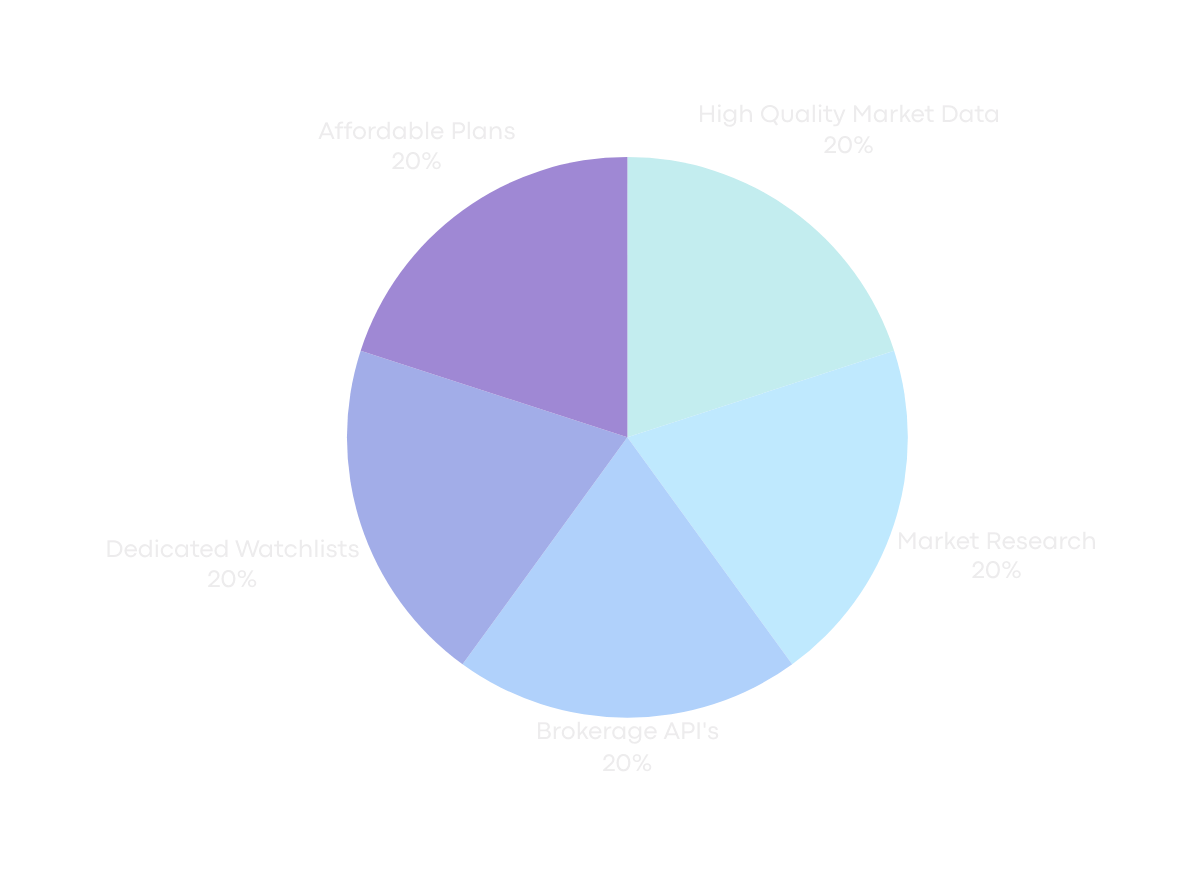 High Quality Market Data
20%
Affordable Plans
20%
Market Research
20%
Dedicated Watchlists
20%
Brokerage API's
20%